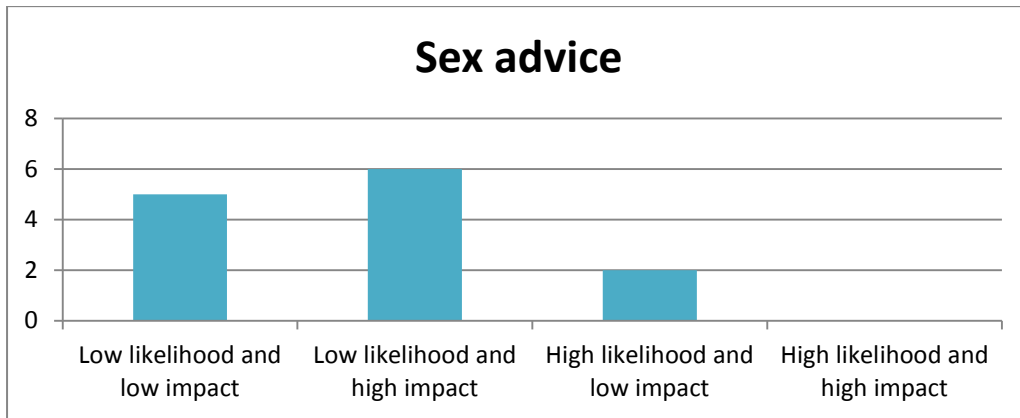 Sex advice
8
6
4
2
0
Low likelihood and
low impact
Low likelihood and
high impact
High likelihood and
low impact
High likelihood and
high impact